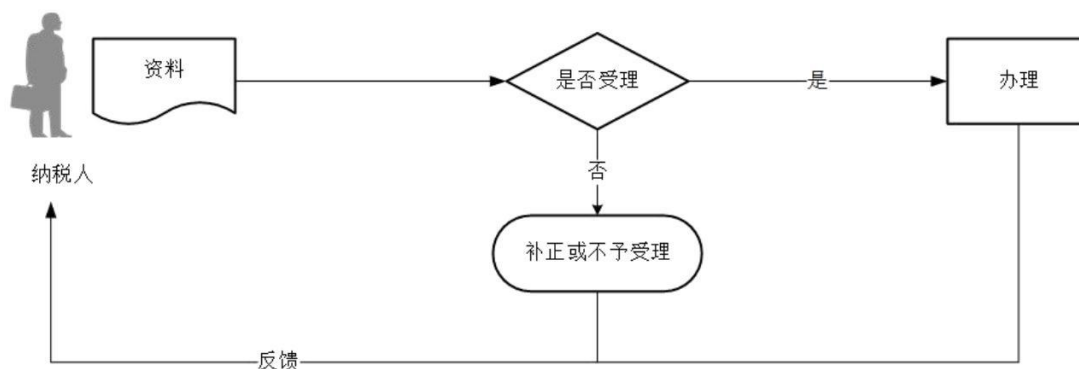 资料
是否受理
是
办理
纳税人
否
补正或不予受理
反馈